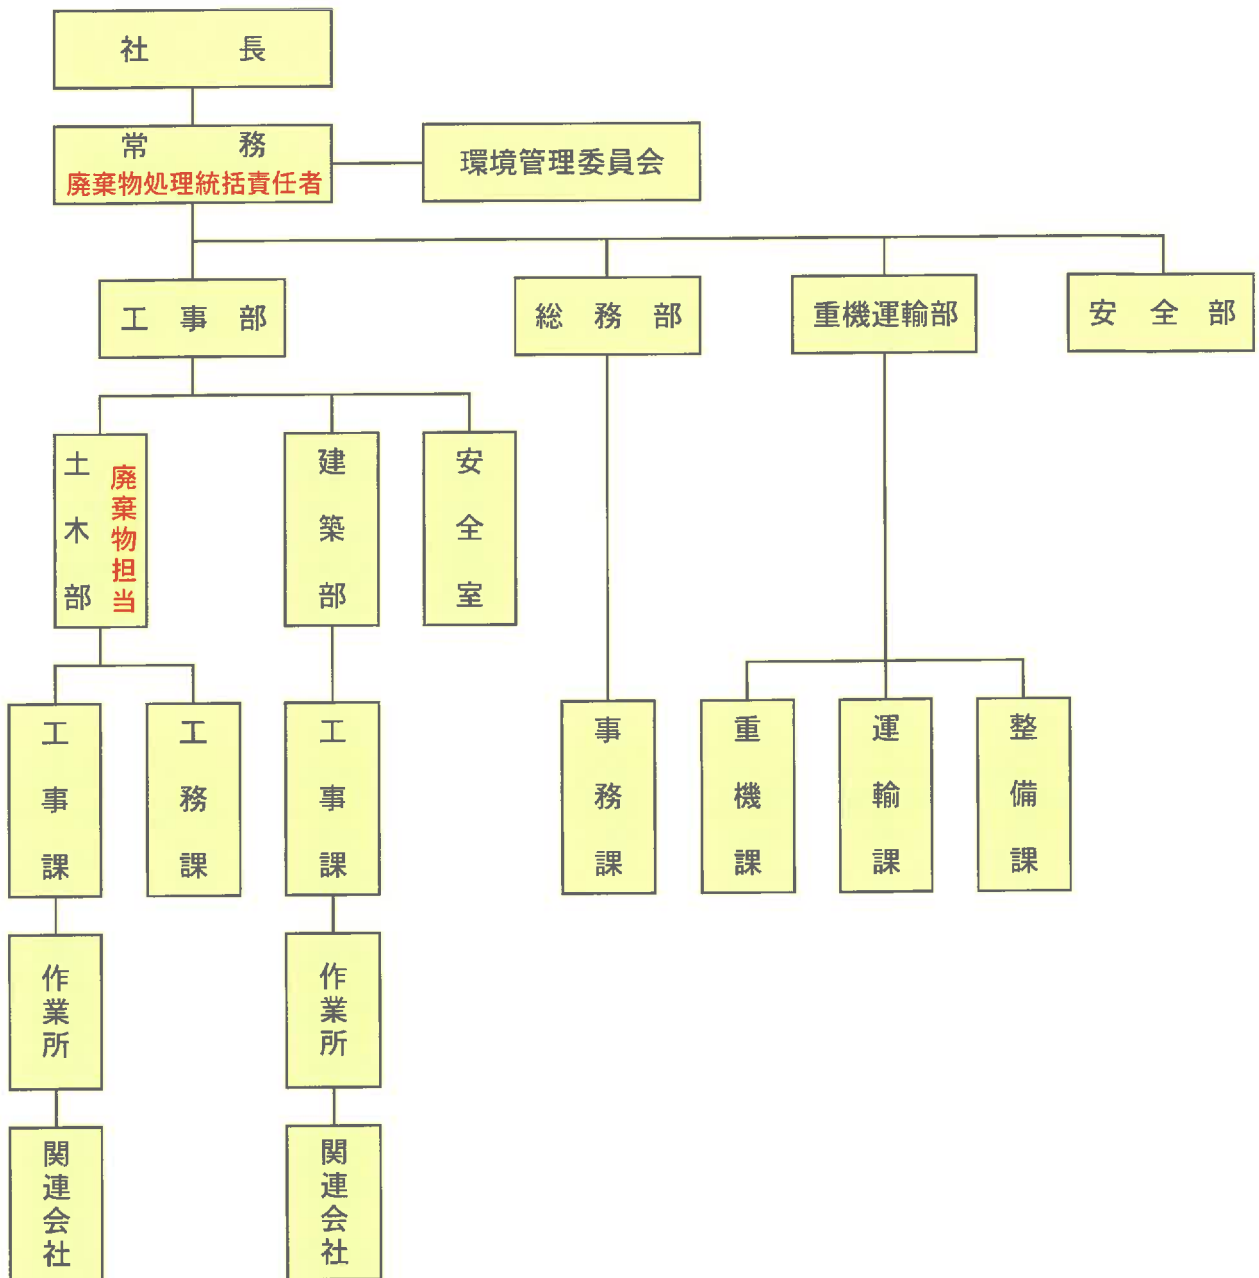 社長
常務
廃棄物処理統括責任者
環境管理委員会
工事部
総務部
重機運輸部
安全部
土木部
廃棄物担当
建築部
安全室
工事課
工務課
工事課
事務課
重機課
運輸課
整備課
作業所
作業所
関連会社
関連会社